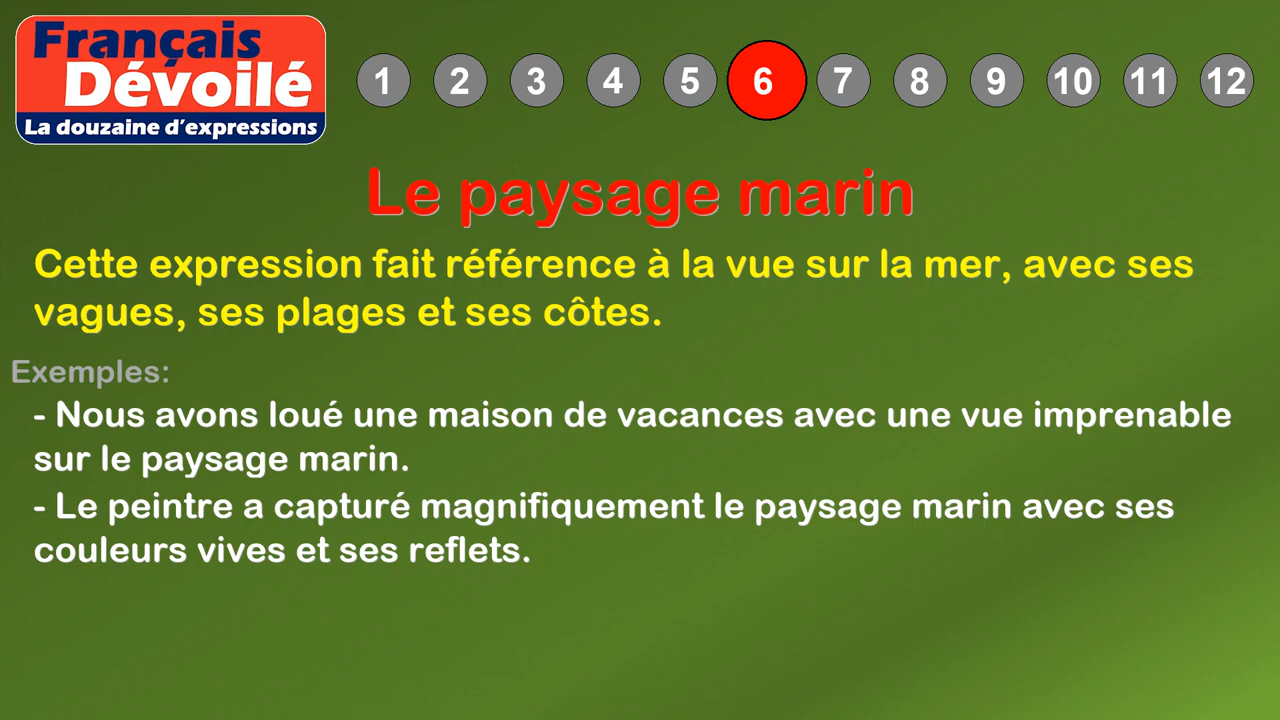 Français
Dévoilé
La douzaine d'expressions
1 2 3 4 5 6 7 8 9 10 11 12
Le paysage marin
Cette expression fait référence à la vue sur la mer, avec ses
vagues, ses plages et ses côtes.
Exemples:
- Nous avons loué une maison de vacances avec une vue imprenable
sur le paysage marin.
- Le peintre a capturé magnifiquement le paysage marin avec ses
couleurs vives et ses reflets.